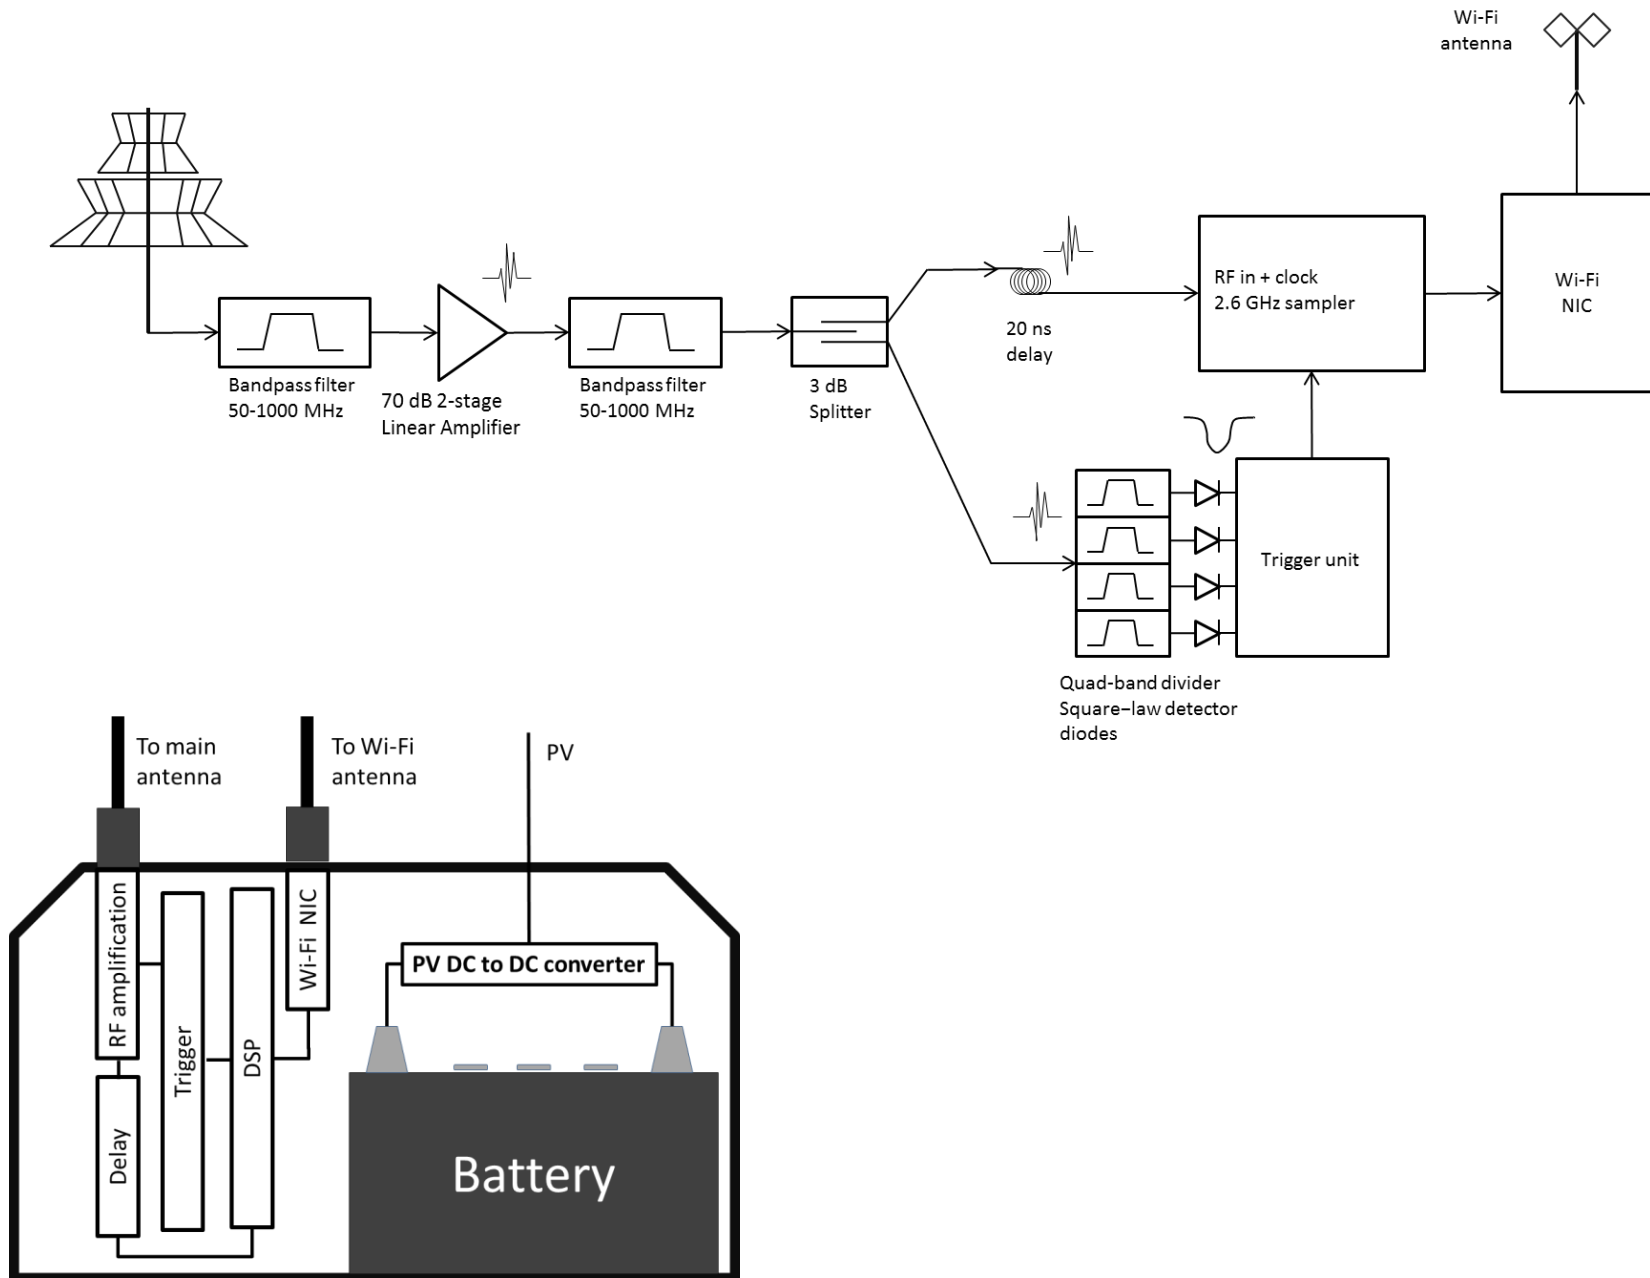 Wi-Fi
antenna
Bandpass filter
50-1000 MHz
70 dB 2-stage
Linear Amplifier
Bandpass filter
50-1000 MHz
3 dB
Splitter
20 ns
delay
RF in + clock
2.6 GHz sampler
Wi-Fi
NIC
Trigger unit
Quad-band divider
Square–law detector
diodes
To main
antenna
To Wi-Fi
antenna
PV
RF amplification
Delay
Trigger
DSP
Wi-Fi NIC
PV DC to DC converter
Battery